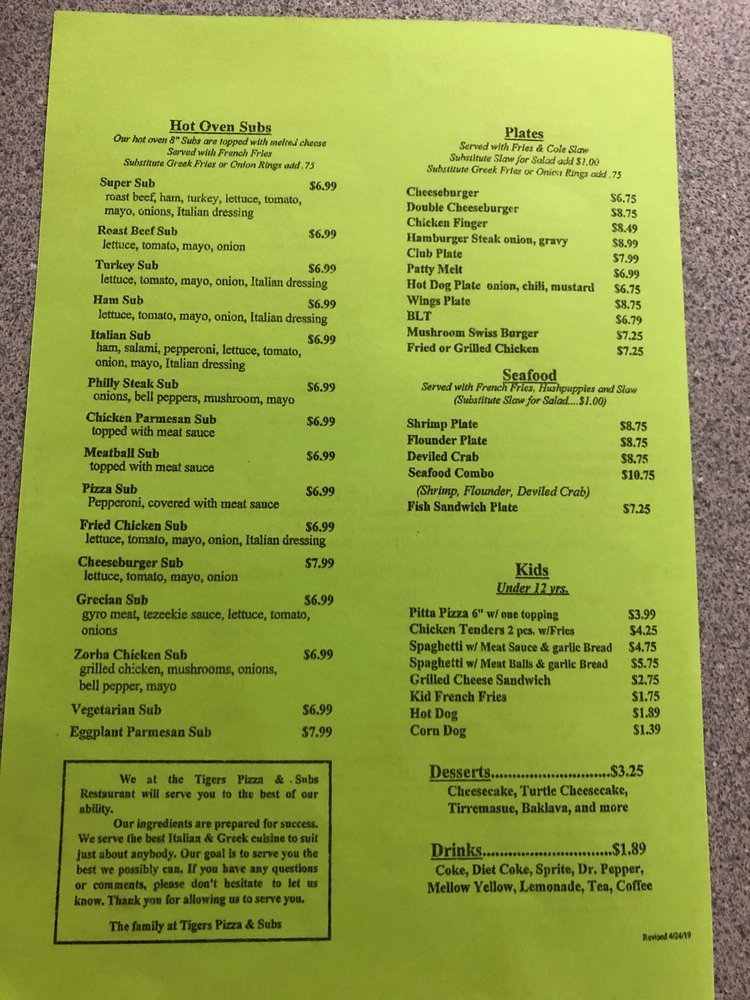 Hot Oven Subs
Our hot oven 8" Subs are topped with melted cheese
Served with French Fries
Substitute Greek Fries or Onion Rings add .75
Super Sub $6.99
roast beef, ham, turkey, lettuce, tomato,
mayo, onions, Italian dressing
Roast Beef Sub $6.99
lettuce, tomato, mayo, onion
Turkey Sub $6.99
lettuce, tomato, mayo, onion, Italian dressing
Ham Sub $6.99
lettuce, tomato, mayo, onion, Italian dressing
Italian Sub $6.99
ham, salami, pepperoni, lettuce, tomato,
onion, mayo, Italian dressing
Philly Steak Sub $6.99
onions, bell peppers, mushroom, mayo
Chicken Parmesan Sub $6.99
topped with meat sauce
Meatball Sub $6.99
topped with meat sauce
Pizza Sub $6.99
Pepperoni, covered with meat sauce
Fried Chicken Sub $6.99
lettuce, tomato, mayo, onion, Italian dressing
Cheeseburger Sub $7.99
lettuce, tomato, mayo, onion
Grecian Sub $6.99
gyro meat, tezeekie sauce, lettuce, tomato,
onions
Zorba Chicken Sub $6.99
grilled chicken, mushrooms, onions,
bell pepper, mayo
Vegetarian Sub $6.99
Eggplant Parmesan Sub $7.99
We at the Tigers Pizza & Subs
Restaurant will serve you to the best of our
ability.
Our ingredients are prepared for success.
We serve the best Italian & Greek cuisine to suit
just about anybody. Our goal is to serve you the
best we possibly can. If you have any questions
or comments, please don't hesitate to let us
know. Thank you for allowing us to serve you.
The family at Tigers Pizza & Subs
Plates
Served with Fries & Cole Slaw
Substitute Slaw for Salad add $1.00
Substitute Greek Fries or Onion Rings add .75
Cheeseburger $6.75
Double Cheeseburger $8.75
Chicken Finger $8.49
Hamburger Steak onion, gravy $8.99
Club Plate $7.99
Patty Melt $6.99
Hot Dog Plate onion, chili, mustard $6.75
Wings Plate $8.75
BLT $6.79
Mushroom Swiss Burger $7.25
Fried or Grilled Chicken $7.25
Seafood
Served with French Fries, Hushpuppies and Slaw
(Substitute Slaw for Salad....$1.00)
Shrimp Plate $8.75
Flounder Plate $8.75
Deviled Crab $8.75
Seafood Combo $10.75
(Shrimp, Flounder, Deviled Crab)
Fish Sandwich Plate $7.25
Kids
Under 12 yrs.
Pitta Pizza 6" w/ one topping $3.99
Chicken Tenders 2 pcs. w/Fries $4.25
Spaghetti w/ Meat Sauce & garlic Bread $4.75
Spaghetti w/ Meat Balls & garlic Bread $5.75
Grilled Cheese Sandwich $2.75
Kid French Fries $1.75
Hot Dog $1.89
Corn Dog $1.39
Desserts............................$3.25
Cheesecake, Turtle Cheesecake,
Tirremasue, Baklava, and more
Drinks..............................$1.89
Coke, Diet Coke, Sprite, Dr. Pepper,
Mellow Yellow, Lemonade, Tea, Coffee
Revised 4/24/19